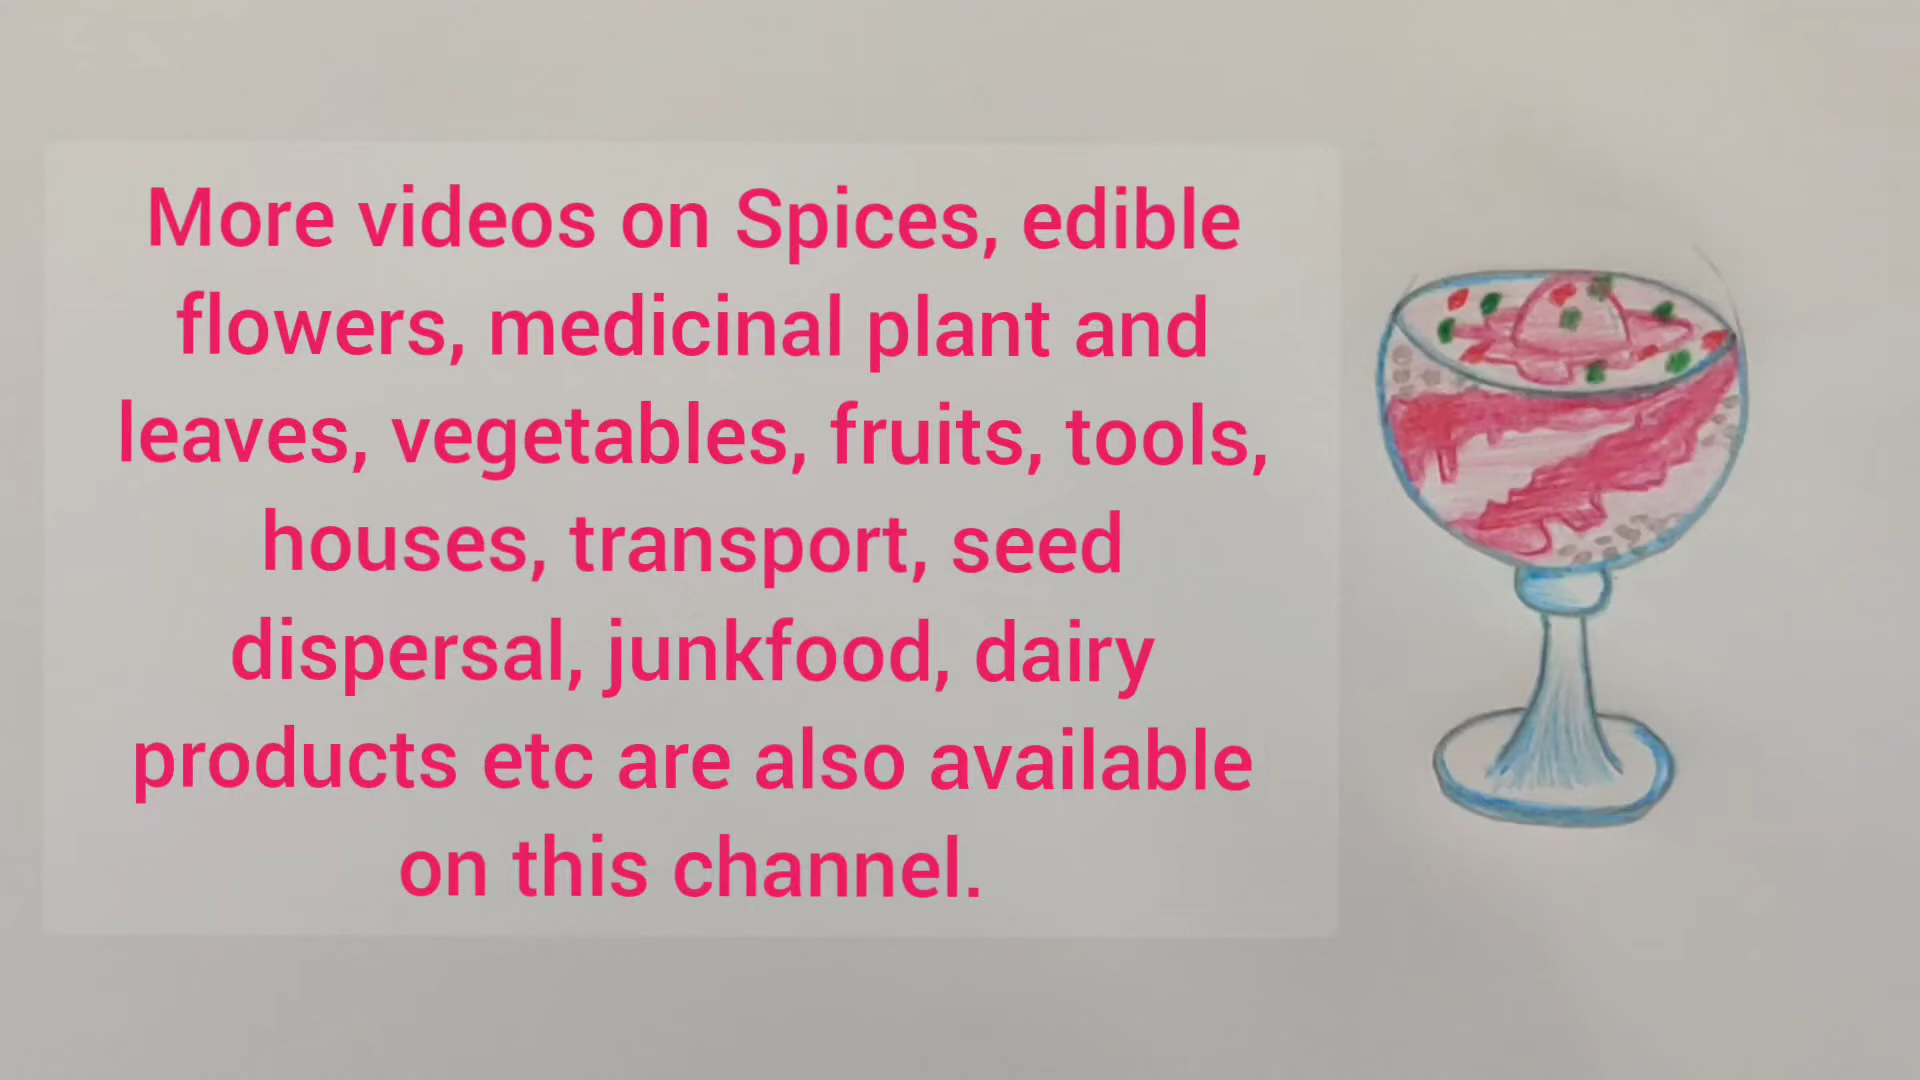 More videos on Spices, edible
flowers, medicinal plant and
leaves, vegetables, fruits, tools,
houses, transport, seed
dispersal, junkfood, dairy
products etc are also available
on this channel.